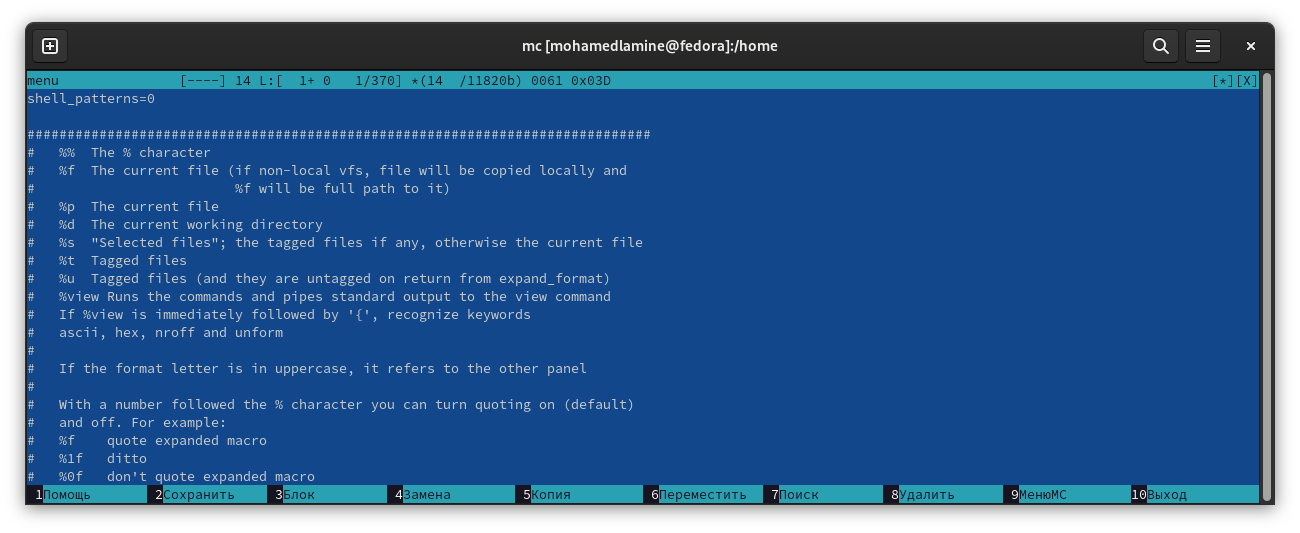 mc [mohamedlamine@fedora]:/home
menu               [----] 14 L:[  1+ 0   1/370] *(14  /11820b) 0061 0x03D                                                                           [*][X]
shell_patterns=0
##############################################################################
#   %%  The % character
#   %f  The current file (if non-local vfs, file will be copied locally and
#                         %f will be full path to it)
#   %p  The current file
#   %d  The current working directory
#   %s  "Selected files"; the tagged files if any, otherwise the current file
#   %t  Tagged files
#   %u  Tagged files (and they are untagged on return from expand_format)
#   %view Runs the commands and pipes standard output to the view command
#   If %view is immediately followed by '{', recognize keywords
#   ascii, hex, nroff and unform
#
#   If the format letter is in uppercase, it refers to the other panel
#
#   With a number followed the % character you can turn quoting on (default)
#   and off. For example:
#   %f    quote expanded macro
#   %1f   ditto
#   %0f   don't quote expanded macro
1Помощь 2Сохранить 3Блок 4Замена 5Копия 6Переместить 7Поиск 8Удалить 9МенюMC 10Выход